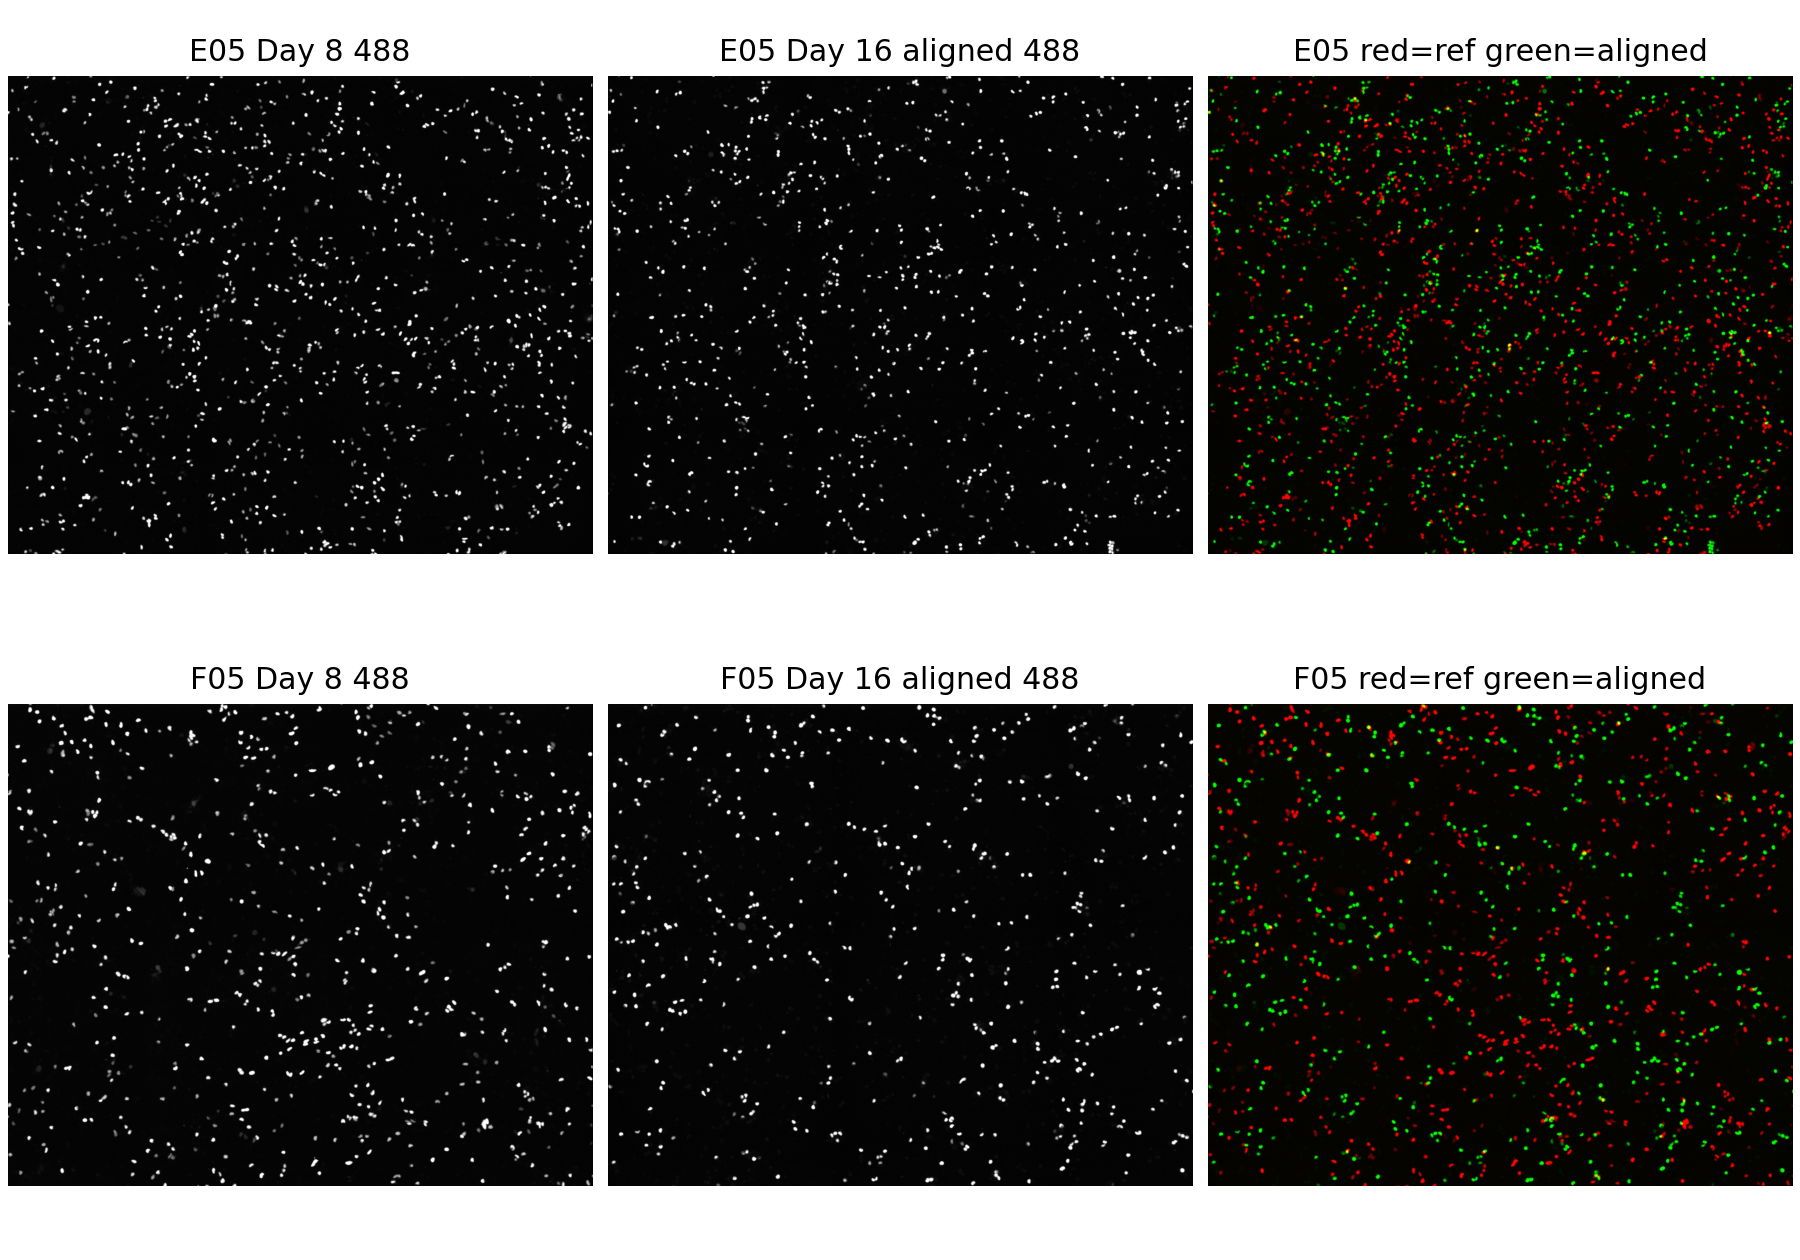 E05 Day 8 488
E05 Day 16 aligned 488
E05 red=ref green=aligned
F05 Day 8 488
F05 Day 16 aligned 488
F05 red=ref green=aligned